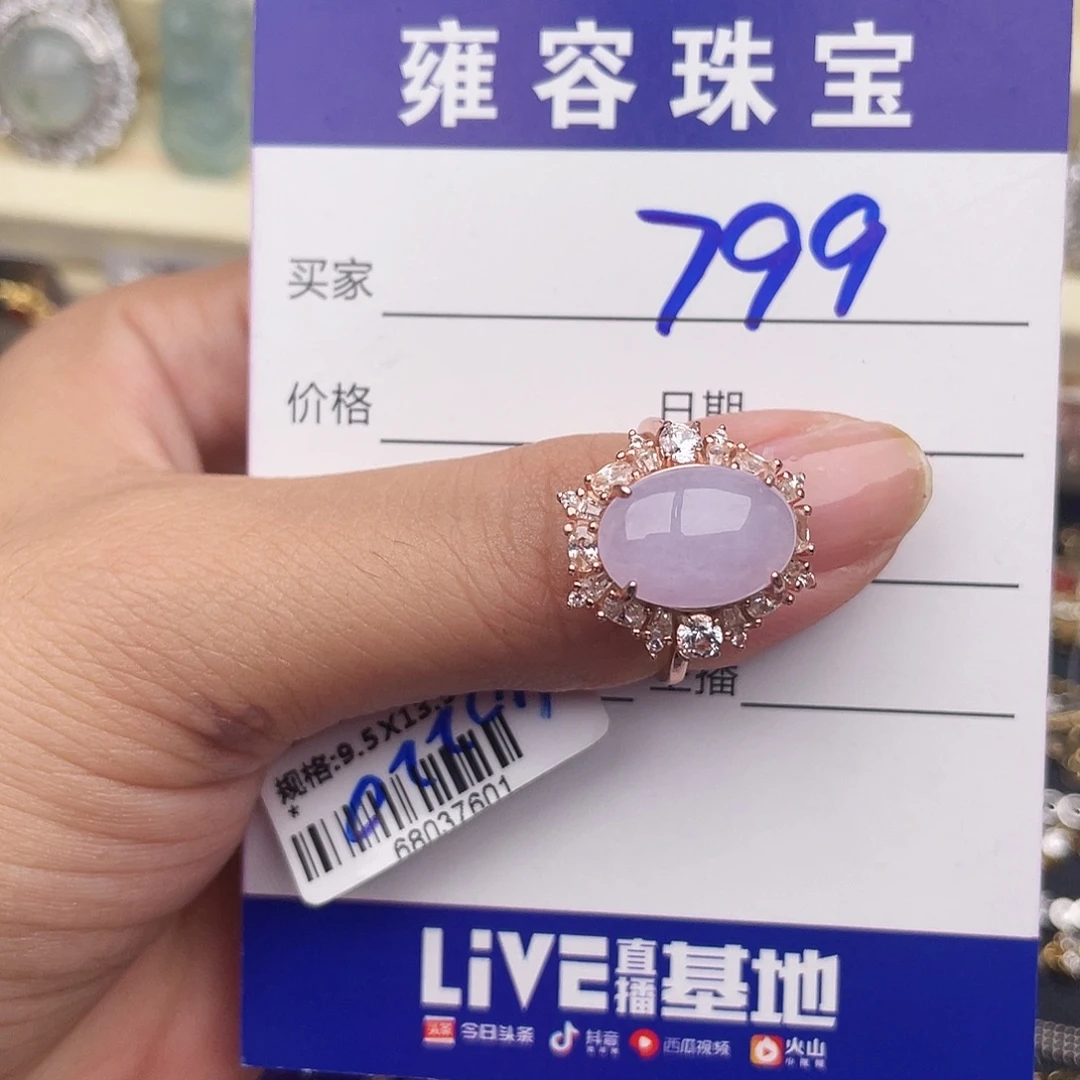 雍容珠宝
799
买家
价格 日期
主播
规格:9.5X13.
*
68037601
LiVE直播基地
头条 今日头条 抖音 西瓜视频 火山